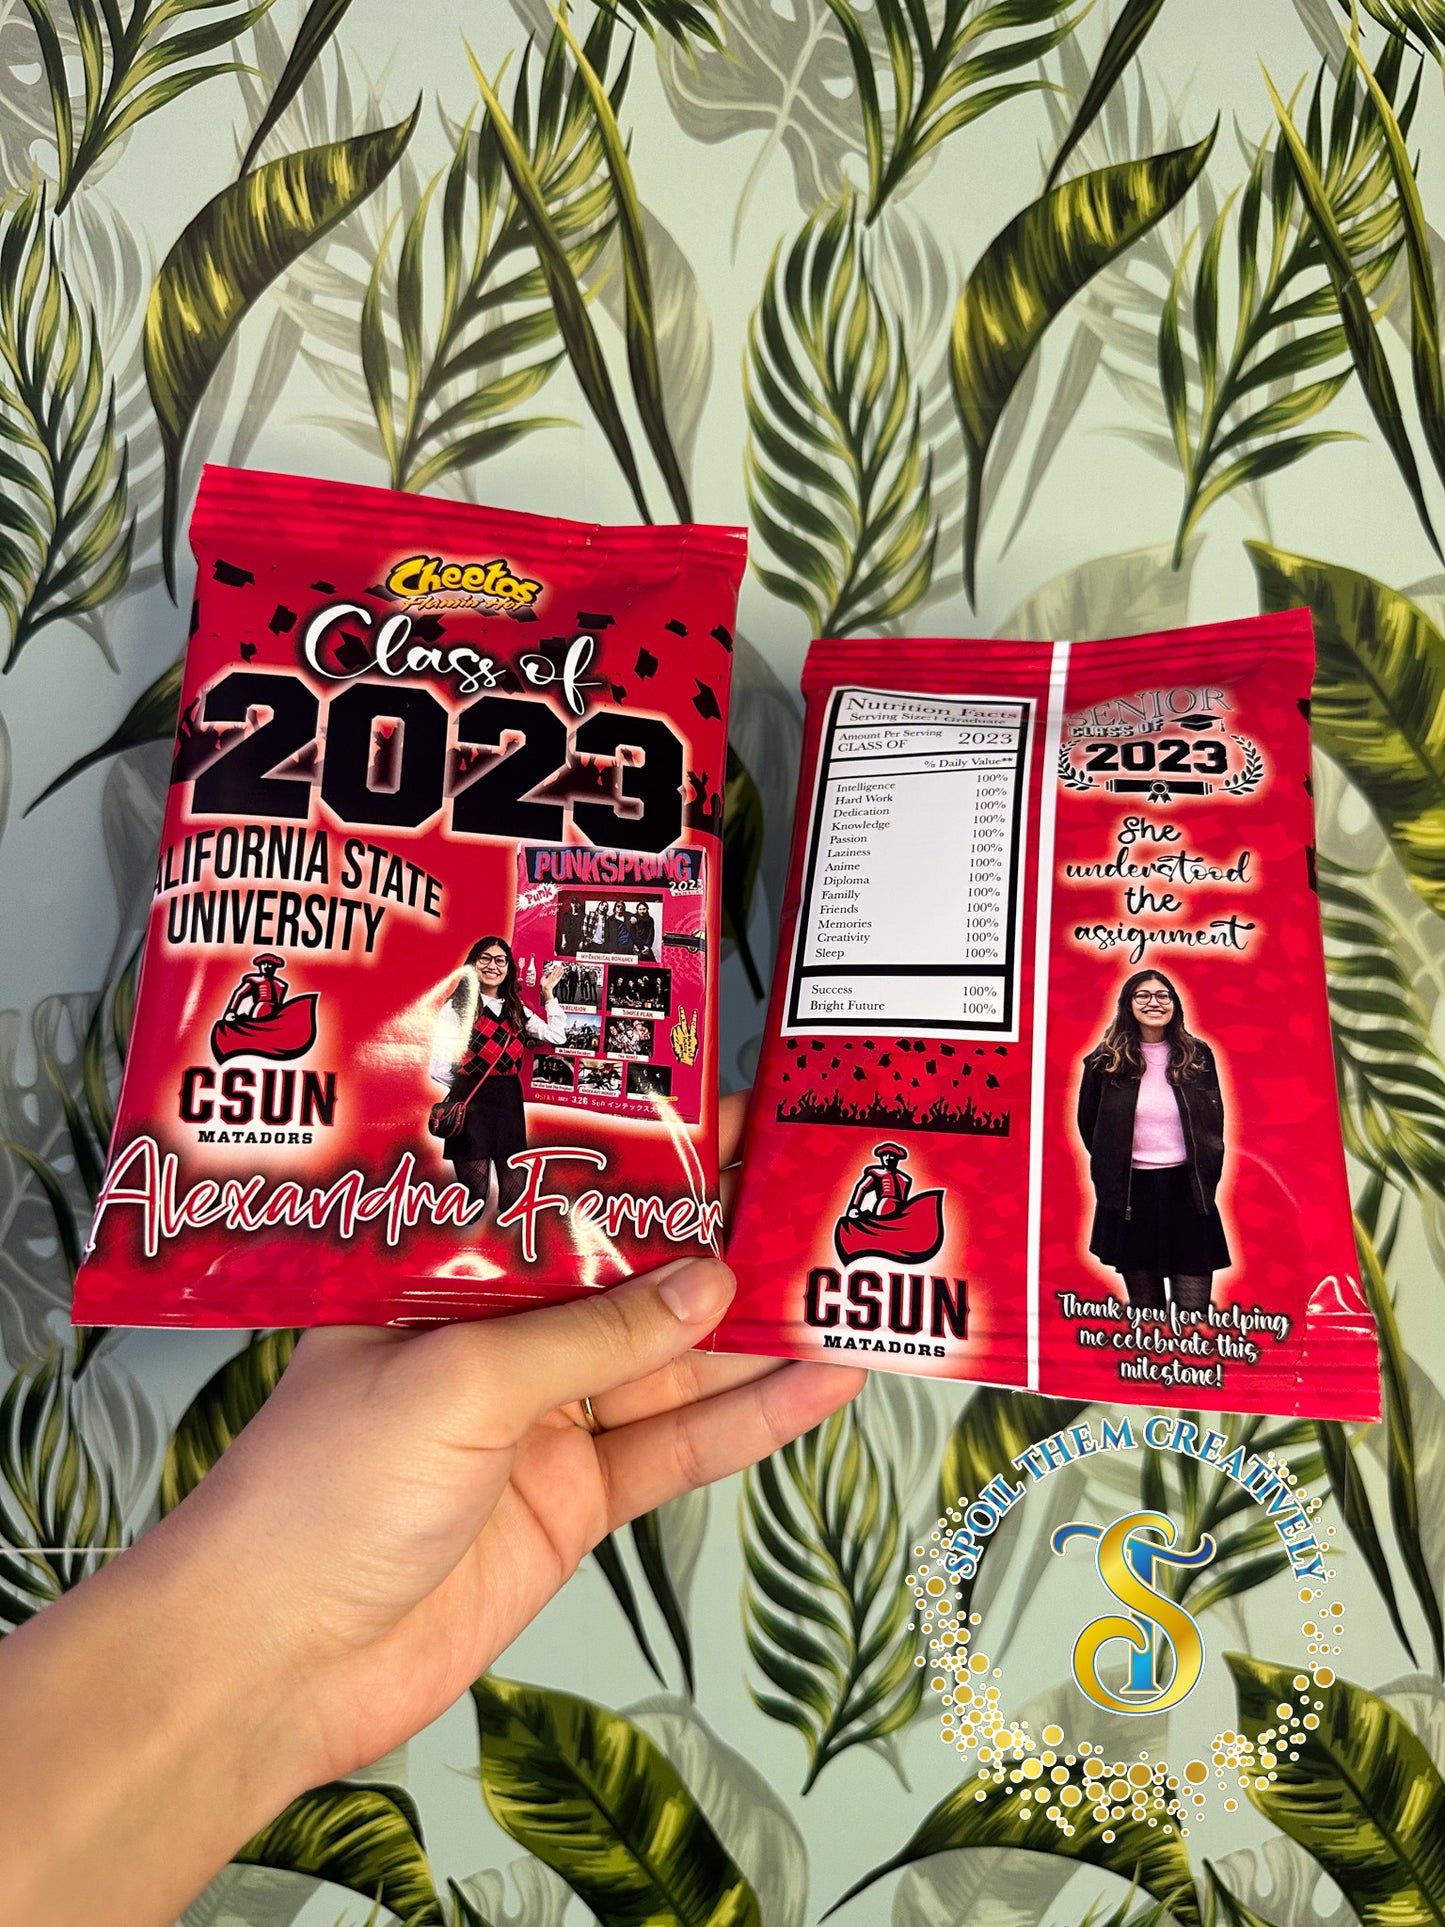 Cheetos
Flamin' Hot
Class of
2023
ALIFORNIA STATE
UNIVERSITY
CSUN
MATADORS
Alexandra Ferrer
PUNKSPRING
2023
Punk
MY CHEMICAL ROMANCE
SIMPLE PLAN
Nutrition Facts
Serving Size: 1 Graduate
Amount Per Serving
CLASS OF 2023
% Daily Value**
Intelligence 100%
Hard Work 100%
Dedication 100%
Knowledge 100%
Passion 100%
Laziness 100%
Anime 100%
Diploma 100%
Familly 100%
Friends 100%
Memories 100%
Creativity 100%
Sleep 100%
Success 100%
Bright Future 100%
CSUN
MATADORS
SENIOR
CLASS OF
2023
She
understood
the
assignment
Thank you for helping
me celebrate this
milestone!
SPOIL THEM CREATIVELY